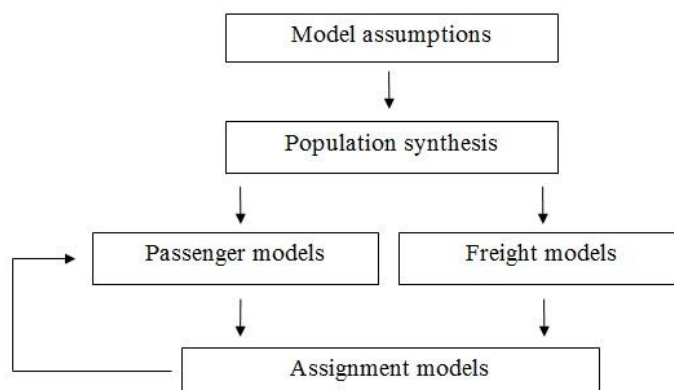 Model assumptions
Population synthesis
Passenger models
Freight models
Assignment models